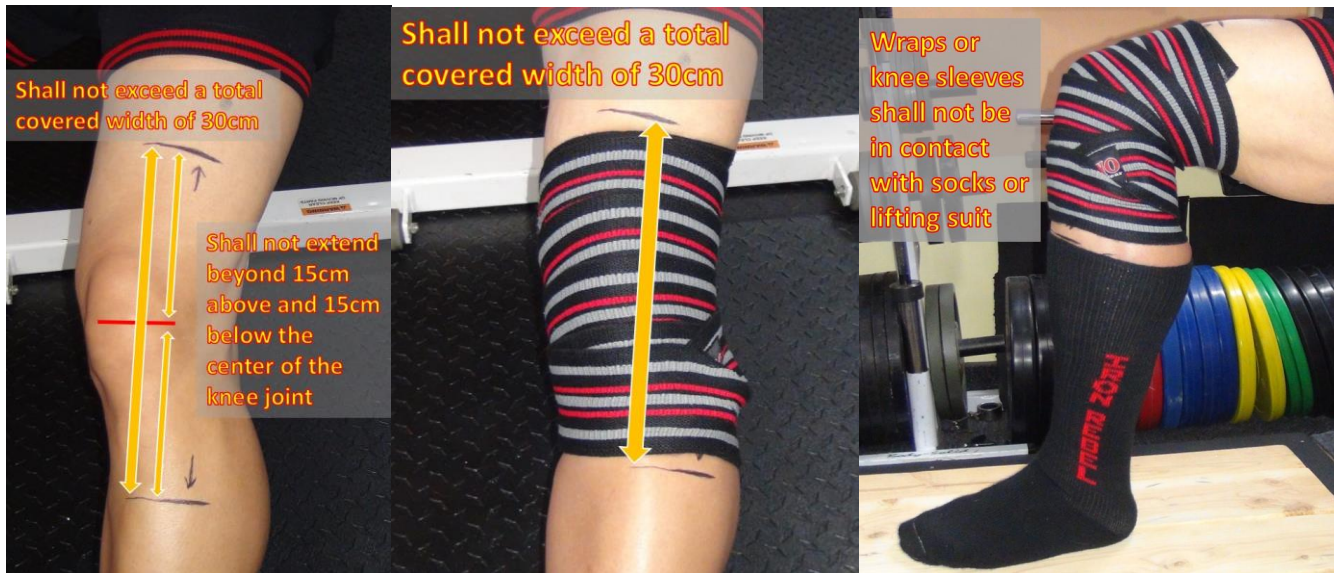 Shall not exceed a total
covered width of 30cm
Shall not extend
beyond 15cm
above and 15cm
below the
center of the
knee joint
Shall not exceed a total
covered width of 30cm
Wraps or
knee sleeves
shall not be
in contact
with socks or
lifting suit
IRON REBEL